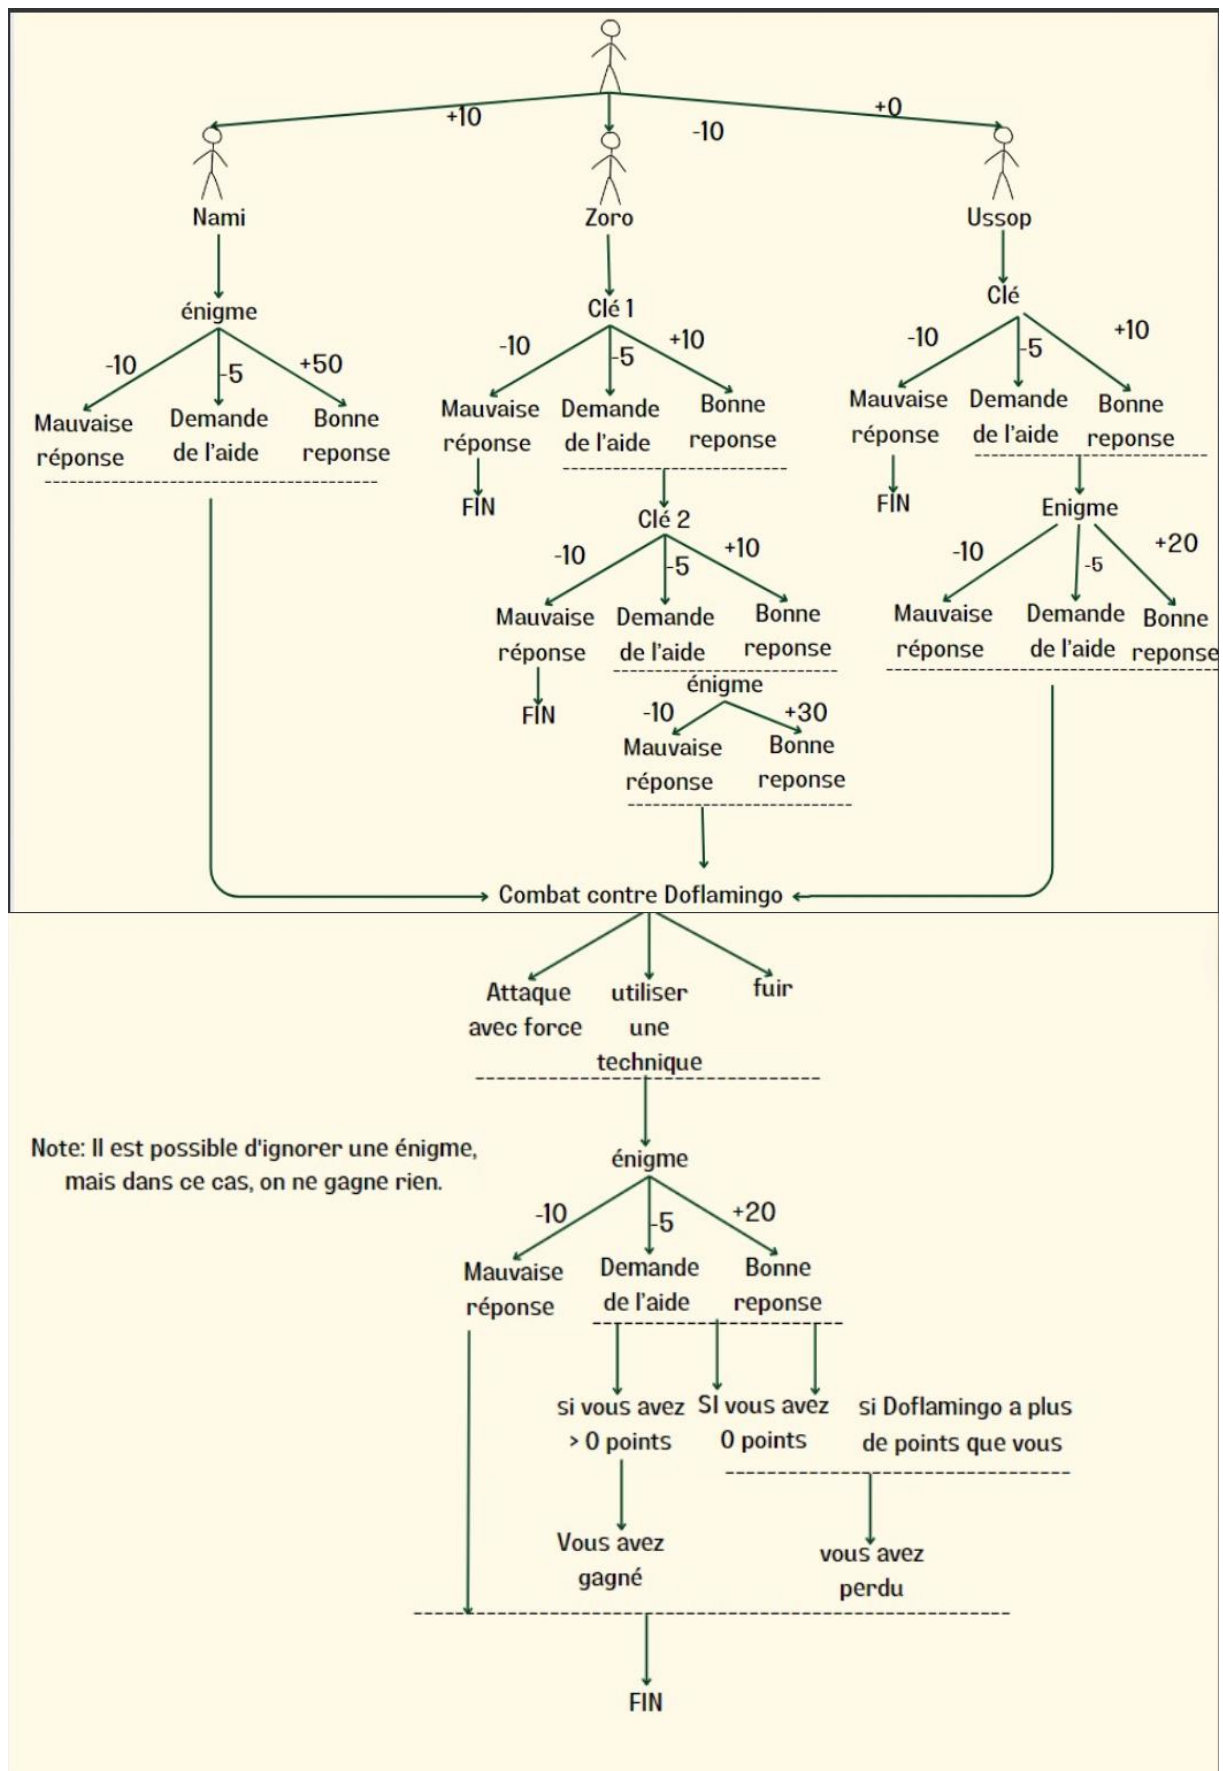 +10
-10
+0
Nami
Zoro
Ussop
énigme
Clé 1
Clé
-10
-5
+50
-10
-5
+10
-10
-5
+10
Mauvaise
réponse
Demande
de l'aide
Bonne
reponse
Mauvaise
réponse
Demande
de l'aide
Bonne
reponse
Mauvaise
réponse
Demande
de l'aide
Bonne
reponse
FIN
Clé 2
FIN
Enigme
-10
-5
+10
-10
-5
+20
Mauvaise
réponse
Demande
de l'aide
Bonne
reponse
Mauvaise
réponse
Demande
de l'aide
Bonne
reponse
FIN
énigme
-10
+30
Mauvaise
réponse
Bonne
reponse
Combat contre Doflamingo
Attaque
avec force
utiliser
une
technique
fuir
Note: Il est possible d'ignorer une énigme,
mais dans ce cas, on ne gagne rien.
énigme
-10
-5
+20
Mauvaise
réponse
Demande
de l'aide
Bonne
reponse
si vous avez
> 0 points
SI vous avez
0 points
si Doflamingo a plus
de points que vous
Vous avez
gagné
vous avez
perdu
FIN